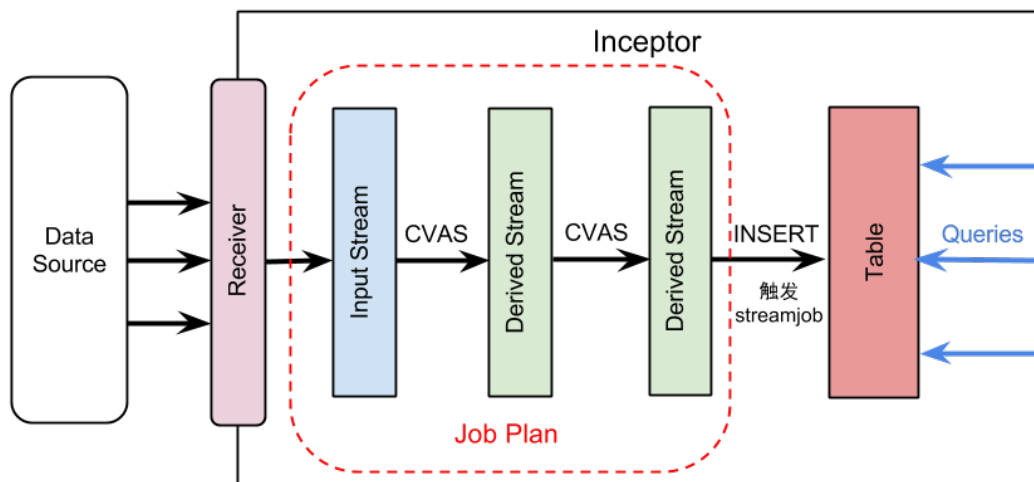 Inceptor
Data
Source
Receiver
Input Stream
CVAS
Derived Stream
CVAS
Derived Stream
INSERT
触发
streamjob
Table
Queries
Job Plan